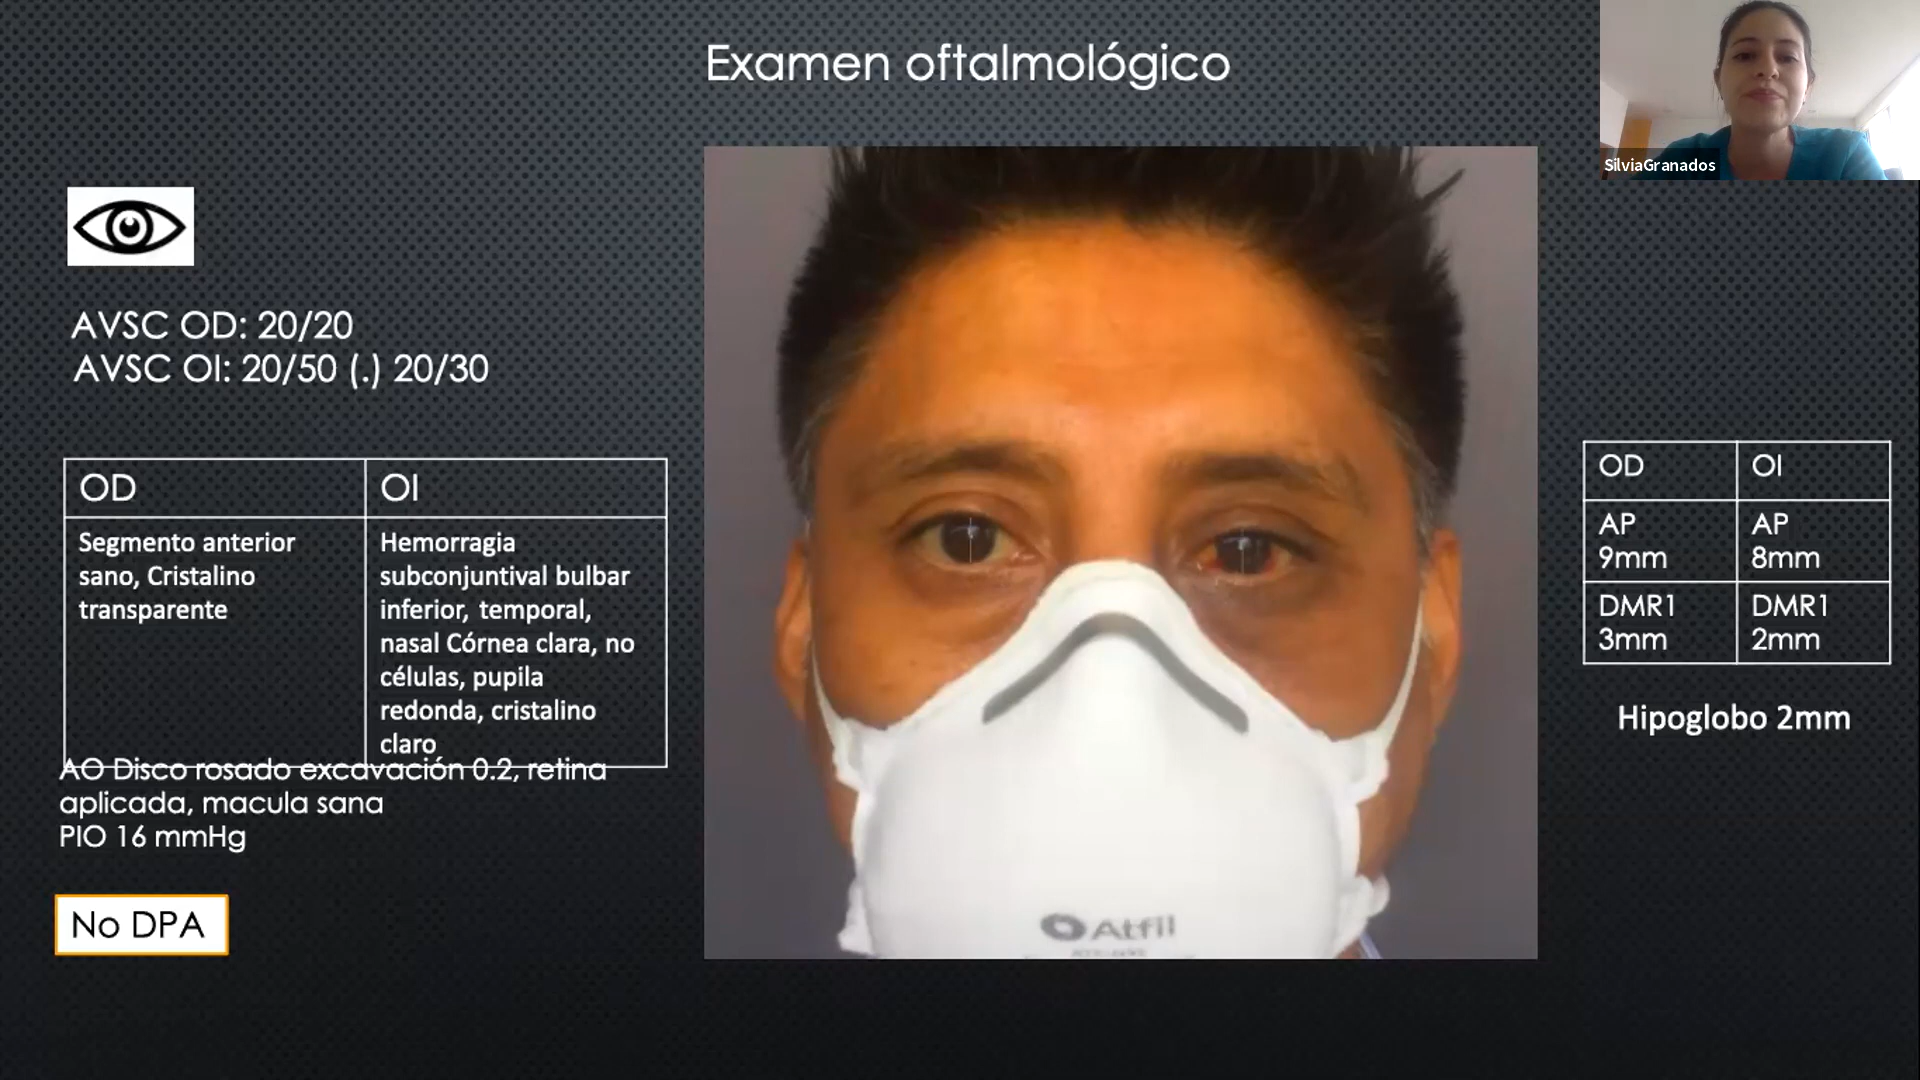 Examen oftalmológico
SilviaGranados
AVSC OD: 20/20
AVSC OI: 20/50 (.) 20/30
OD
OI
Segmento anterior
sano, Cristalino
transparente
Hemorragia
subconjuntival bulbar
inferior, temporal,
nasal Córnea clara, no
células, pupila
redonda, cristalino
claro
AO Disco rosado excavación 0.2, retina
aplicada, macula sana
PIO 16 mmHg
No DPA
Atfil
OD
OI
AP
9mm
AP
8mm
DMR1
3mm
DMR1
2mm
Hipoglobo 2mm